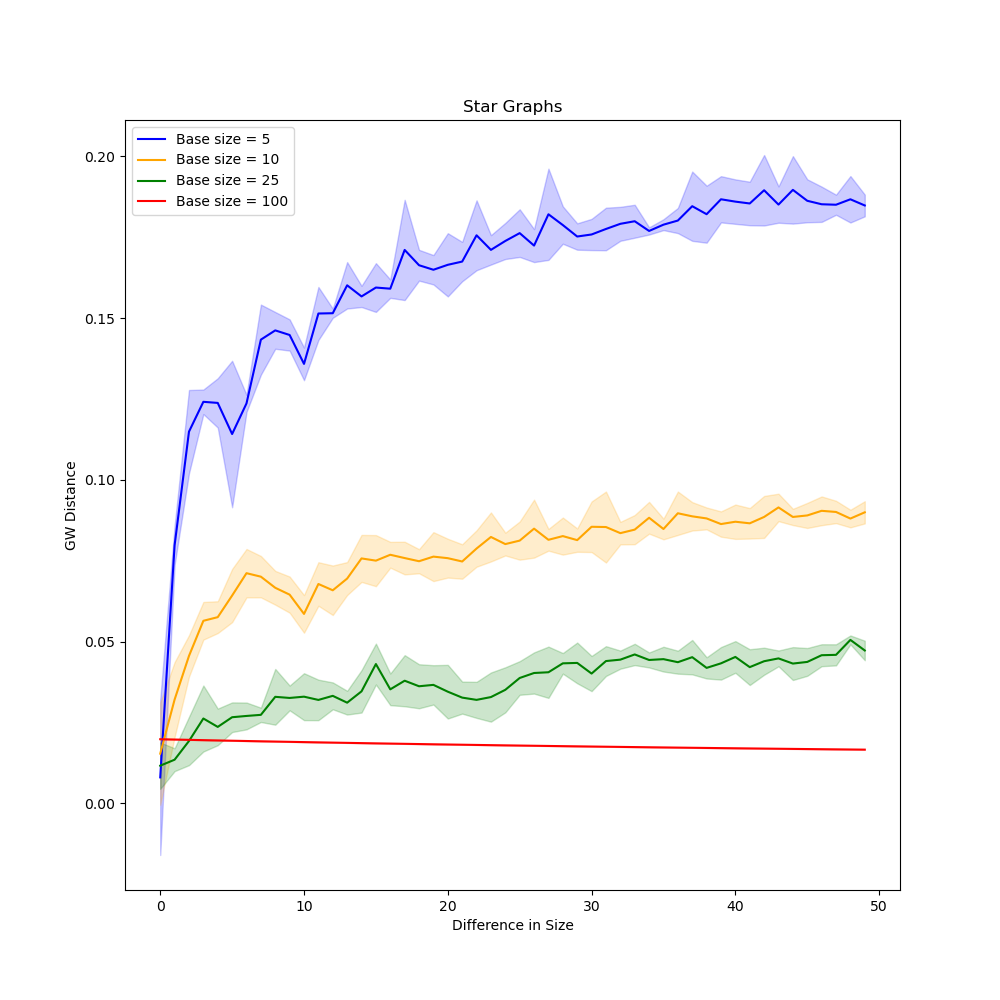 Star Graphs
Base size = 5
Base size = 10
Base size = 25
Base size = 100
0.20
0.15
0.10
0.05
0.00
GW Distance
0 10 20 30 40 50
Difference in Size